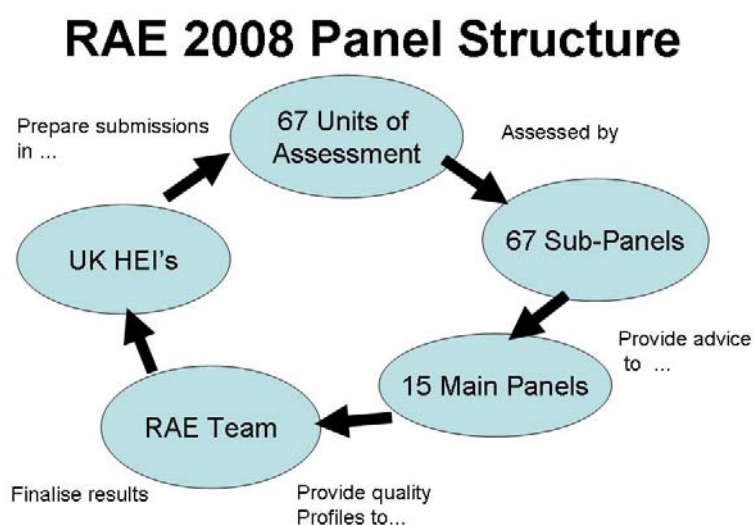 RAE 2008 Panel Structure
Prepare submissions
in ...
67 Units of
Assessment
Assessed by
67 Sub-Panels
UK HEI's
Provide advice
to ...
15 Main Panels
RAE Team
Finalise results
Provide quality
Profiles to...